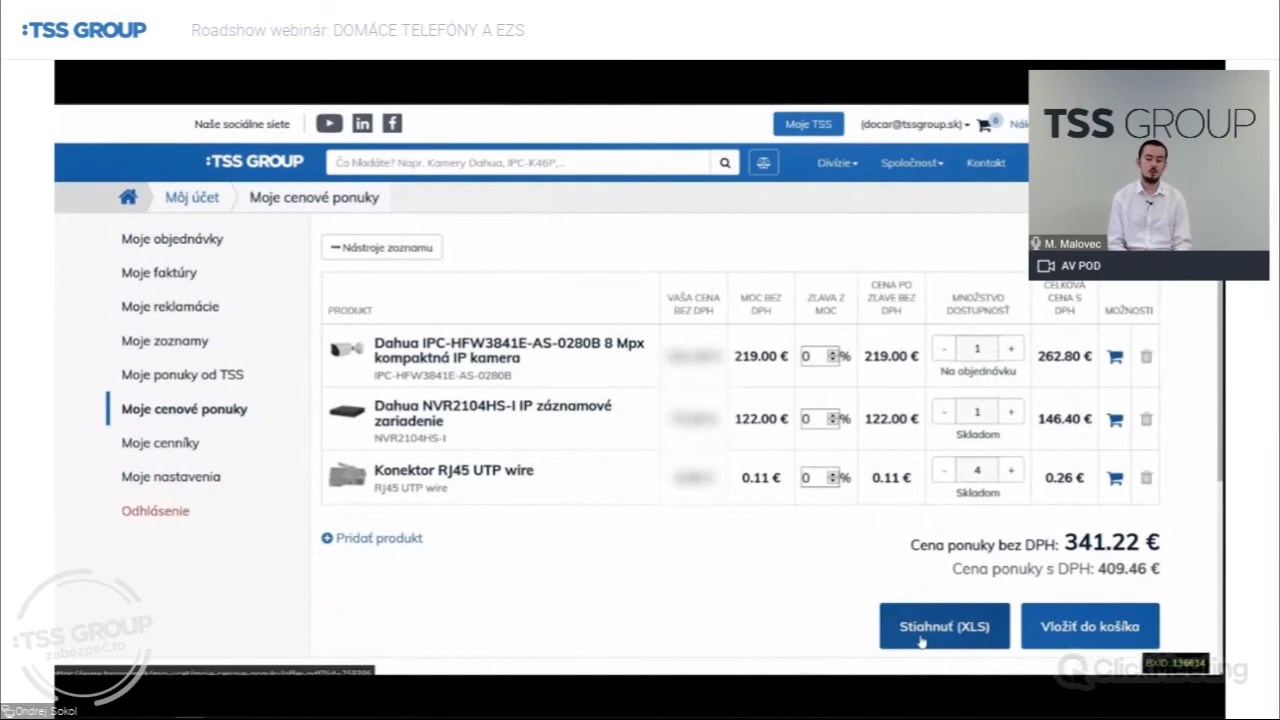 :TSS GROUP
Roadshow webinár: DOMÁCE TELEFÓNY A EZS
Naše sociálne siete
Moje TSS
(docar@tssgroup.sk)
0
:TSS GROUP
Čo hľadáte? Napr. Kamery Dahua, IPC-K46P,...
Divízie
Spoločnosť
Kontakt
TSS GROUP
M. Malovec
AV POD
Môj účet
Moje cenové ponuky
Moje objednávky
Moje faktúry
Moje reklamácie
Moje zoznamy
Moje ponuky od TSS
Moje cenové ponuky
Moje cenníky
Moje nastavenia
Odhlásenie
Nástroje zoznamu
PRODUKT
VAŠA CENA
BEZ DPH
MOC BEZ
DPH
ZĽAVA Z
MOC
CENA PO
ZĽAVE BEZ
DPH
MNOŽSTVO
DOSTUPNOSŤ
CELKOVÁ
CENA S
DPH
MOŽNOSTI
Dahua IPC-HFW3841E-AS-0280B 8 Mpx
kompaktná IP kamera
IPC-HFW3841E-AS-0280B
219.00 €
0 %
219.00 €
- 1 +
Na objednávku
262.80 €
Dahua NVR2104HS-I IP záznamové
zariadenie
NVR2104HS-I
122.00 €
0 %
122.00 €
- 1 +
Skladom
146.40 €
Konektor RJ45 UTP wire
RJ45 UTP wire
0.11 €
0 %
0.11 €
- 4 +
Skladom
0.26 €
Pridať produkt
Cena ponuky bez DPH: 341.22 €
Cena ponuky s DPH: 409.46 €
Stiahnuť (XLS)
Vložiť do košíka
BXID: 136634
ClickMeeting
:TSS GROUP
zabezpeč.to
Ondrej Sokol